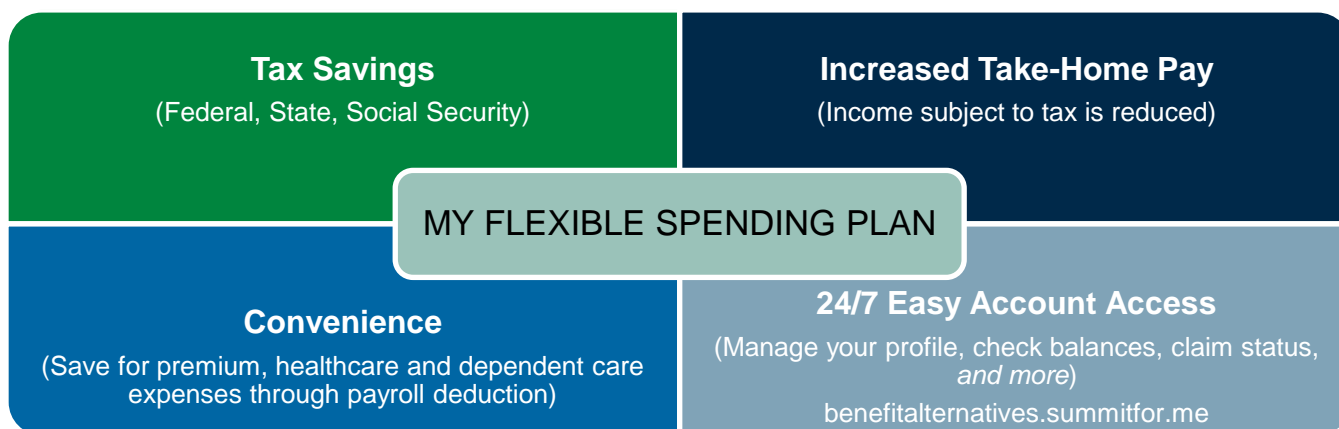 Tax Savings
(Federal, State, Social Security)
Increased Take-Home Pay
(Income subject to tax is reduced)
MY FLEXIBLE SPENDING PLAN
Convenience
(Save for premium, healthcare and dependent care
expenses through payroll deduction)
24/7 Easy Account Access
(Manage your profile, check balances, claim status,
and more)
benefitalternatives.summitfor.me